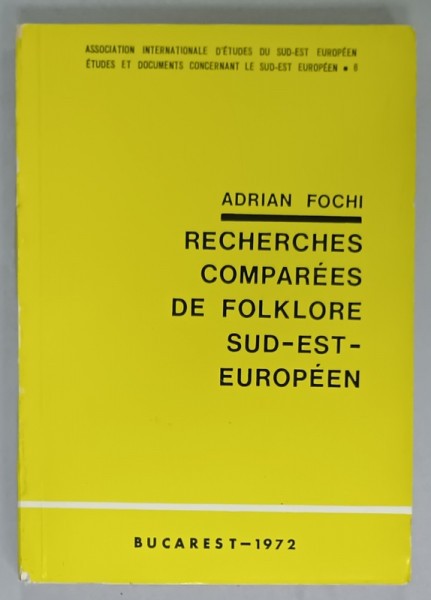 ASSOCIATION INTERNATIONALE D'ÉTUDES DU SUD-EST EUROPÉEN
ÉTUDES ET DOCUMENTS CONCERNANT LE SUD-EST EUROPÉEN • 8
ADRIAN FOCHI
RECHERCHES
COMPARÉES
DE FOLKLORE
SUD-EST-
EUROPÉEN
BUCAREST—1972